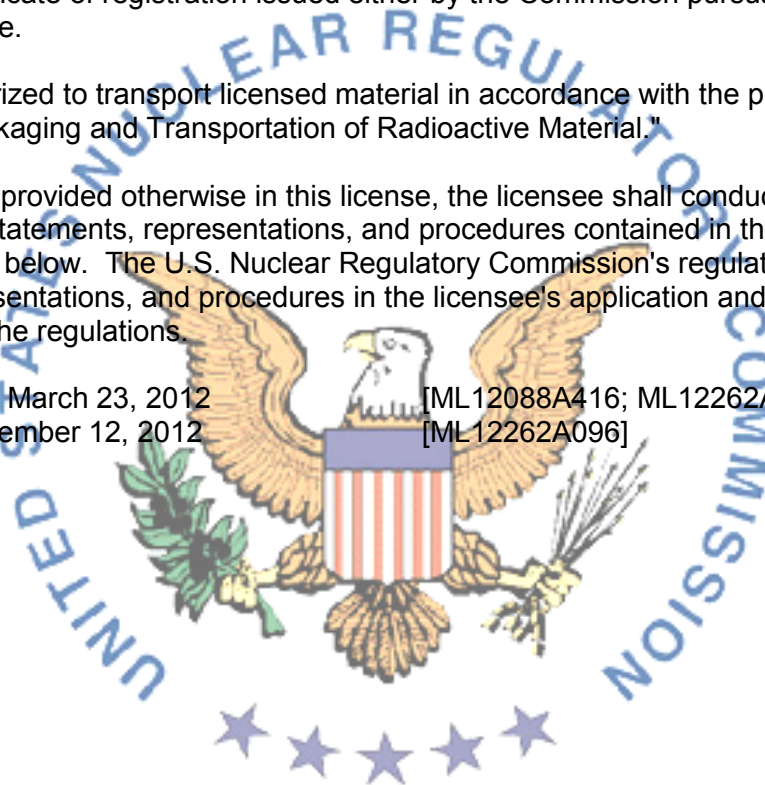 icate of registration issued either by the Commission pursua
e.
rized to transport licensed material in accordance with the p
kaging and Transportation of Radioactive Material."
provided otherwise in this license, the licensee shall conduc
tatements, representations, and procedures contained in the
below. The U.S. Nuclear Regulatory Commission's regulat
sentations, and procedures in the licensee's application and
he regulations.
March 23, 2012 [ML12088A416; ML12262A
ember 12, 2012 [ML12262A096]
UNITED STATES NUCLEAR REGULATORY COMMISSION